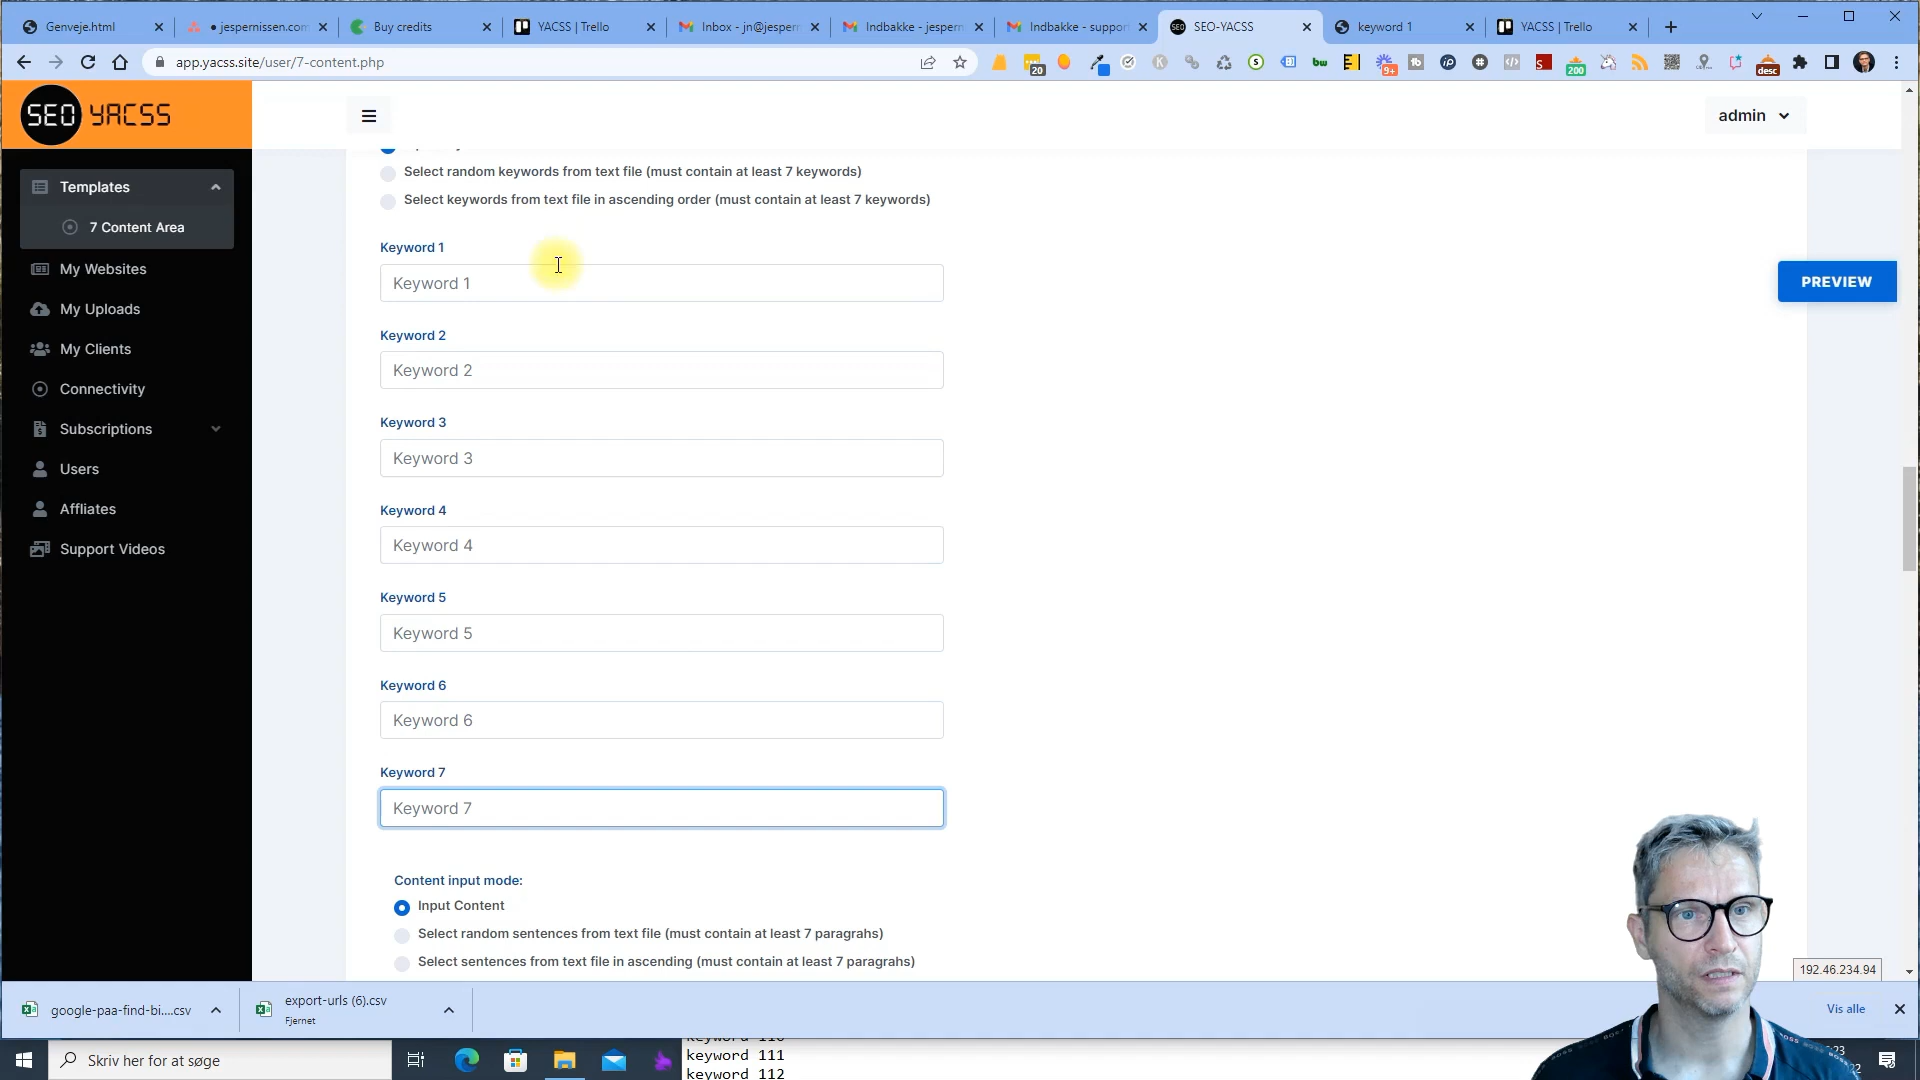 Genveje.html
• jespernissen.com
Buy credits
YACSS | Trello
Inbox - jn@jespern
Indbakke - jespern
Indbakke - support
SEO-YACSS
keyword 1
YACSS | Trello
app.yacss.site/user/7-content.php
20
9+
200
desc
SEO YACSS
admin
Templates
7 Content Area
My Websites
My Uploads
My Clients
Connectivity
Subscriptions
Users
Affliates
Support Videos
Select random keywords from text file (must contain at least 7 keywords)
Select keywords from text file in ascending order (must contain at least 7 keywords)
Keyword 1
Keyword 1
PREVIEW
Keyword 2
Keyword 2
Keyword 3
Keyword 3
Keyword 4
Keyword 4
Keyword 5
Keyword 5
Keyword 6
Keyword 6
Keyword 7
Keyword 7
Content input mode:
Input Content
Select random sentences from text file (must contain at least 7 paragrahs)
Select sentences from text file in ascending (must contain at least 7 paragrahs)
192.46.234.94
google-paa-find-bi....csv
export-urls (6).csv
Fjernet
Vis alle
Skriv her for at søge
keyword 111
keyword 112